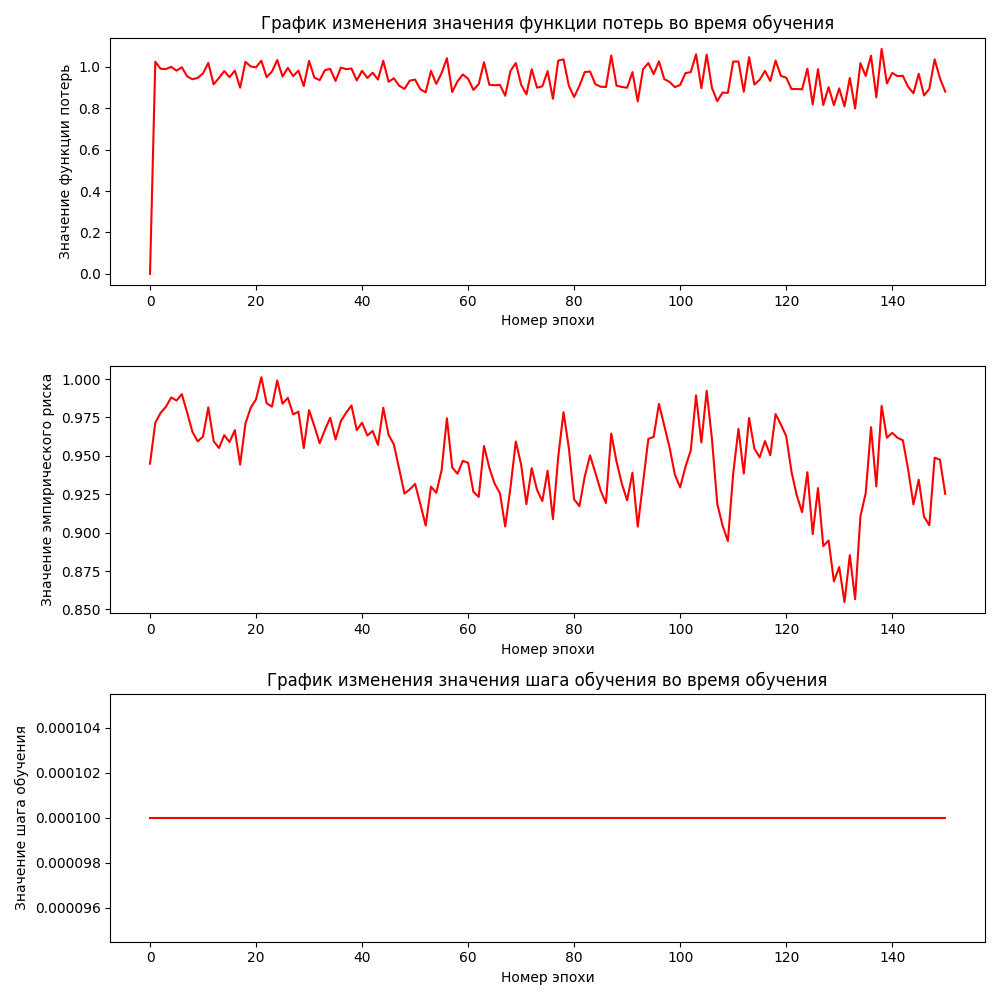 График изменения значения функции потерь во время обучения
Значение функции потерь
1.0
0.8
0.6
0.4
0.2
0.0
0 20 40 60 80 100 120 140
Номер эпохи
Значение эмпирического риска
1.000
0.975
0.950
0.925
0.900
0.875
0.850
0 20 40 60 80 100 120 140
Номер эпохи
График изменения значения шага обучения во время обучения
Значение шага обучения
0.000104
0.000102
0.000100
0.000098
0.000096
0 20 40 60 80 100 120 140
Номер эпохи